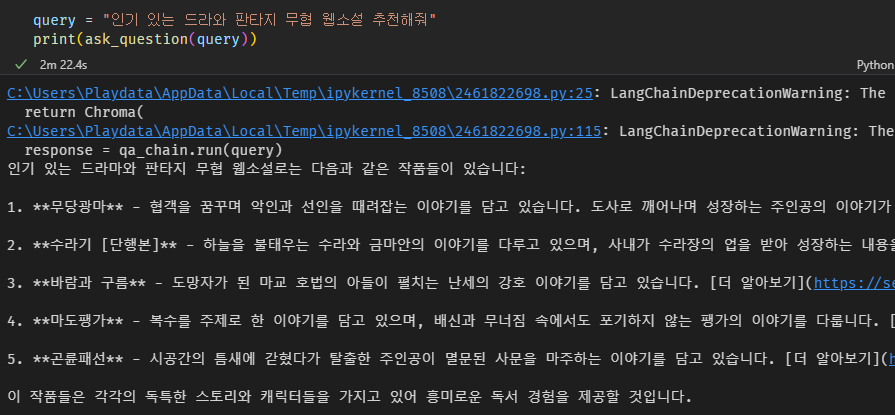 query = "인기 있는 드라와 판타지 무협 웹소설 추천해줘"
print(ask_question(query))
2m 22.4s
Python
C:\Users\Playdata\AppData\Local\Temp\ipykernel_8508\2461822698.py:25: LangChainDeprecationWarning: The
return Chroma(
C:\Users\Playdata\AppData\Local\Temp\ipykernel_8508\2461822698.py:115: LangChainDeprecationWarning: The
response = qa_chain.run(query)
인기 있는 드라마와 판타지 무협 웹소설로는 다음과 같은 작품들이 있습니다:
1. **무당광마** - 협객을 꿈꾸며 악인과 선인을 때려잡는 이야기를 담고 있습니다. 도사로 깨어나며 성장하는 주인공의 이야기가
2. **수라기 [단행본]** - 하늘을 불태우는 수라와 금마안의 이야기를 다루고 있으며, 사내가 수라장의 업을 받아 성장하는 내용을
3. **바람과 구름** - 도망자가 된 마교 호법의 아들이 펼치는 난세의 강호 이야기를 담고 있습니다. [더 알아보기](https://se
4. **마도팽가** - 복수를 주제로 한 이야기를 담고 있으며, 배신과 무너짐 속에서도 포기하지 않는 팽가의 이야기를 다룹니다. [
5. **곤륜패선** - 시공간의 틈새에 갇혔다가 탈출한 주인공이 멸문된 사문을 마주하는 이야기를 담고 있습니다. [더 알아보기](h
이 작품들은 각각의 독특한 스토리와 캐릭터들을 가지고 있어 흥미로운 독서 경험을 제공할 것입니다.